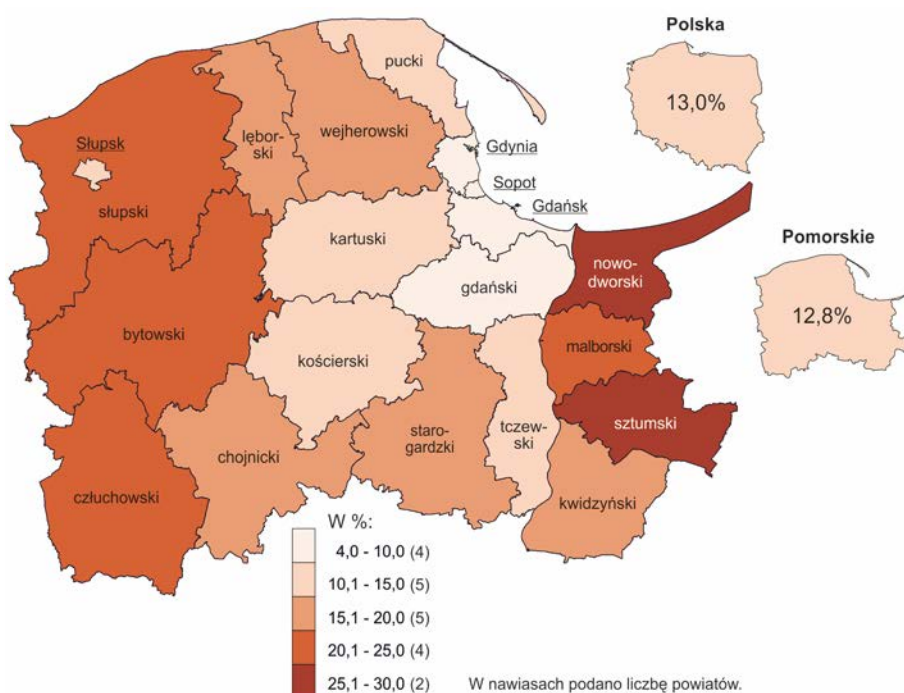 Polska
13,0%
pucki
lębor-
ski
wejherowski
Gdynia
Słupsk
Sopot
Gdańsk
słupski
kartuski
Pomorskie
nowo-
dworski
gdański
12,8%
bytowski
malborski
kościerski
sztumski
staro-
gardzki
tczew-
ski
chojnicki
człuchowski
kwidzyński
W %:
4,0 - 10,0 (4)
10,1 - 15,0 (5)
15,1 - 20,0 (5)
20,1 - 25,0 (4)
25,1 - 30,0 (2)
W nawiasach podano liczbę powiatów.